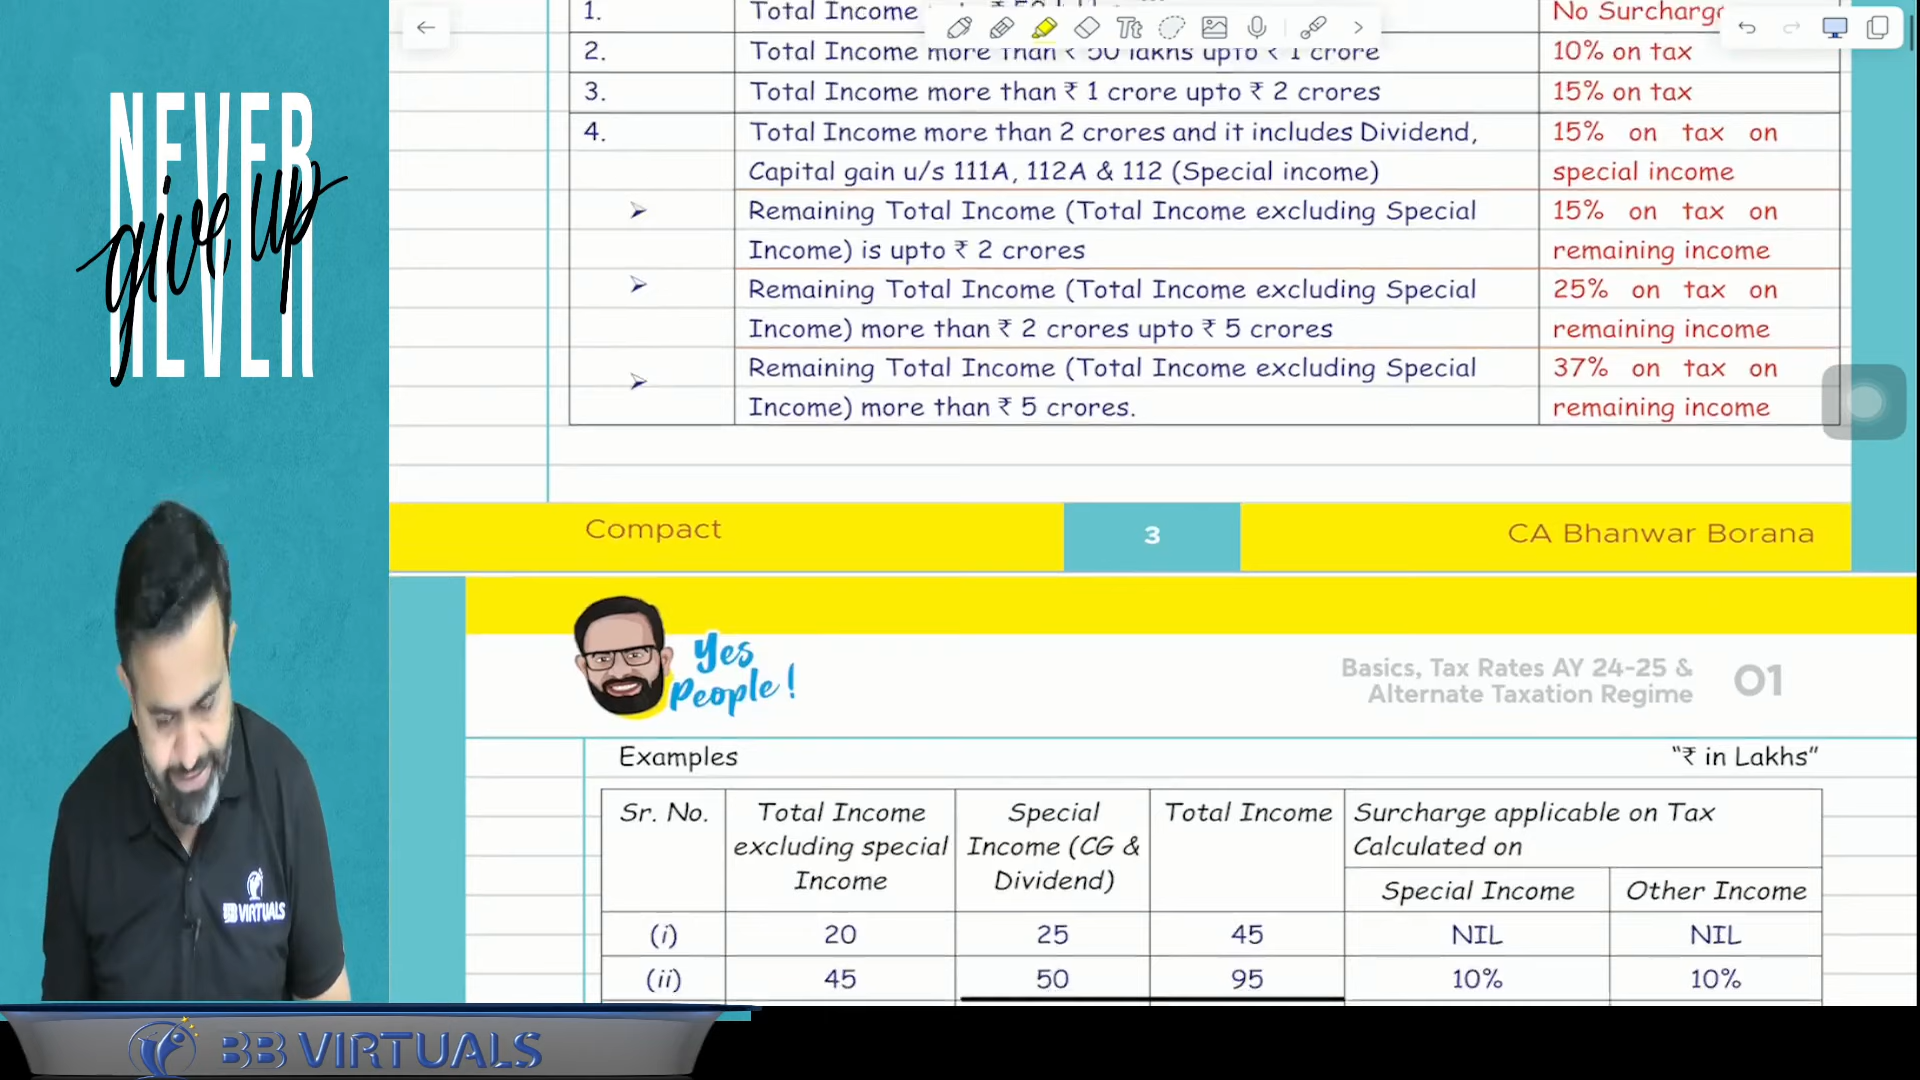 NEVER
give up
NEVER
1.
Total Income
No Surcharge
2.
Total Income more than ₹ 50 lakhs upto ₹ 1 crore
10% on tax
3.
Total Income more than ₹ 1 crore upto ₹ 2 crores
15% on tax
4.
Total Income more than 2 crores and it includes Dividend,
Capital gain u/s 111A, 112A & 112 (Special income)
15% on tax on
special income
Remaining Total Income (Total Income excluding Special
Income) is upto ₹ 2 crores
15% on tax on
remaining income
Remaining Total Income (Total Income excluding Special
Income) more than ₹ 2 crores upto ₹ 5 crores
25% on tax on
remaining income
Remaining Total Income (Total Income excluding Special
Income) more than ₹ 5 crores.
37% on tax on
remaining income
Compact
3
CA Bhanwar Borana
Yes
People !
Basics, Tax Rates AY 24-25 &
Alternate Taxation Regime
01
Examples
"₹ in Lakhs"
Sr. No.
Total Income
excluding special
Income
Special
Income (CG &
Dividend)
Total Income
Surcharge applicable on Tax
Calculated on
Special Income
Other Income
(i) 20 25 45 NIL NIL
(ii) 45 50 95 10% 10%
BB VIRTUALS
BB VIRTUALS